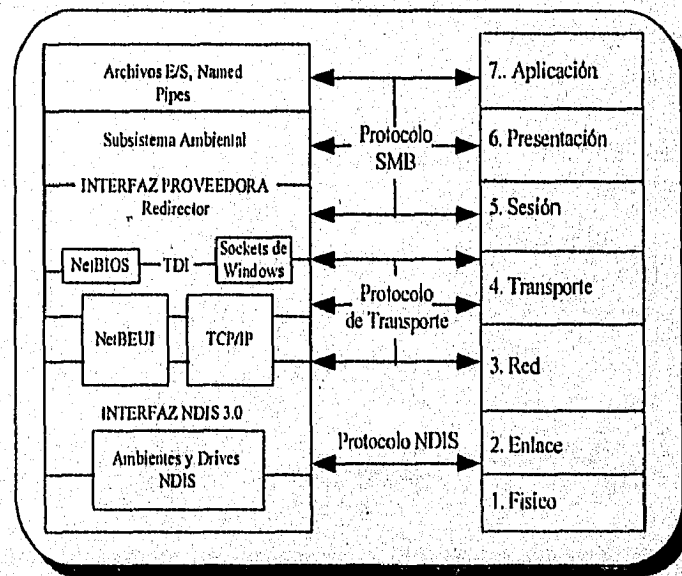 Archivos E/S, Named
Pipes
Subsistema Ambiental
INTERFAZ PROVEEDORA
Redirector
NetBIOS
TDI
Sockets de
Windows
NetBEUI
TCP/IP
INTERFAZ NDIS 3.0
Ambientes y Drives
NDIS
Protocolo
SMB
Protocolo
de Transporte
Protocolo NDIS
7.. Aplicación
6. Presentación
5. Sesión
4. Transporte
3. Red
2. Enlace
1. Físico